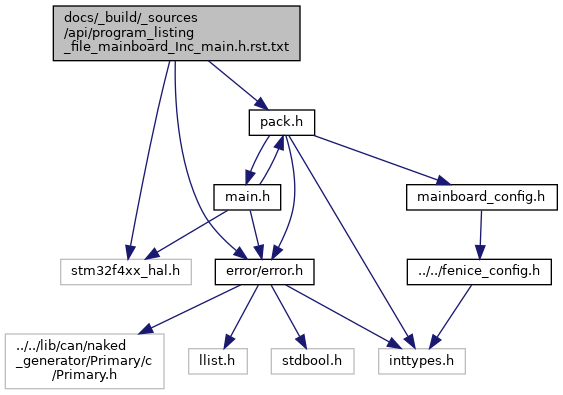 docs/_build/_sources
/api/program_listing
_file_mainboard_Inc_main.h.rst.txt
pack.h
main.h
mainboard_config.h
stm32f4xx_hal.h
error/error.h
../../fenice_config.h
../../lib/can/naked
_generator/Primary/c
/Primary.h
llist.h
stdbool.h
inttypes.h